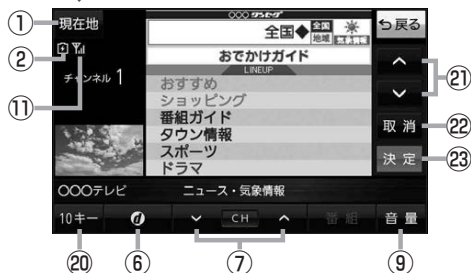 ① 現在地
②
⑪
チャンネル 1
○○○ ワンセグ
全国◆ 全国 地域 気象情報
おでかけガイド
LINEUP
おすすめ
ショッピング
番組ガイド
タウン情報
スポーツ
ドラマ
戻る
㉑
取消 ㉒
決定 ㉓
○○○テレビ ニュース・気象情報
10キー d CH 番組 音量
⑳ ⑥ ⑦ ⑨